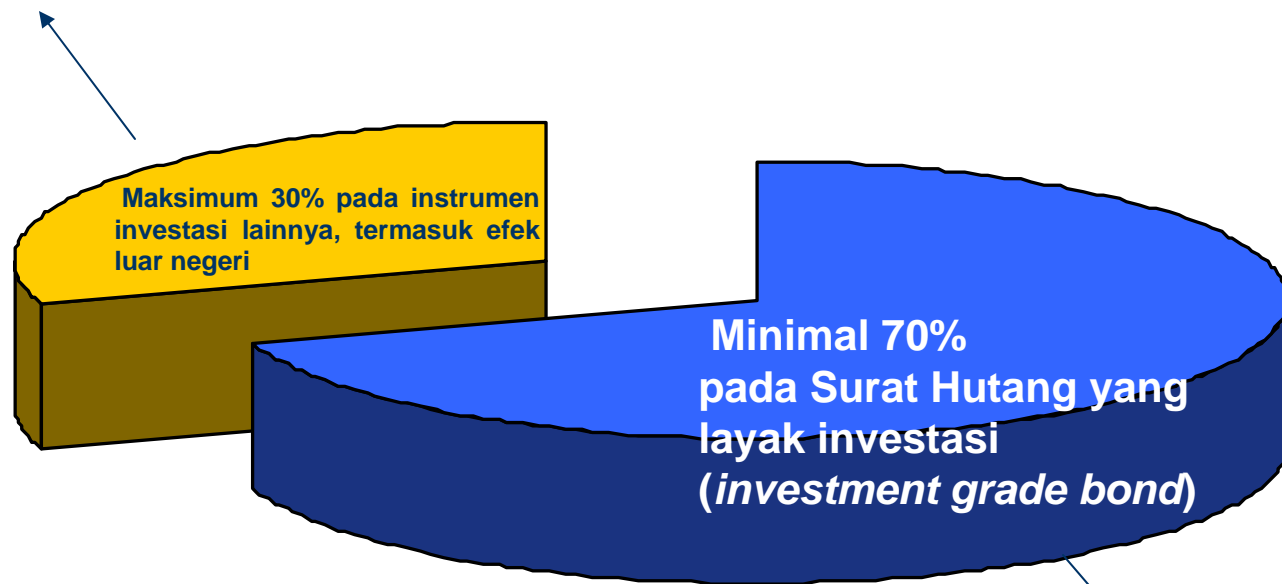 Maksimum 30% pada instrumen
investasi lainnya, termasuk efek
luar negeri
Minimal 70%
pada Surat Hutang yang
layak investasi
(investment grade bond)